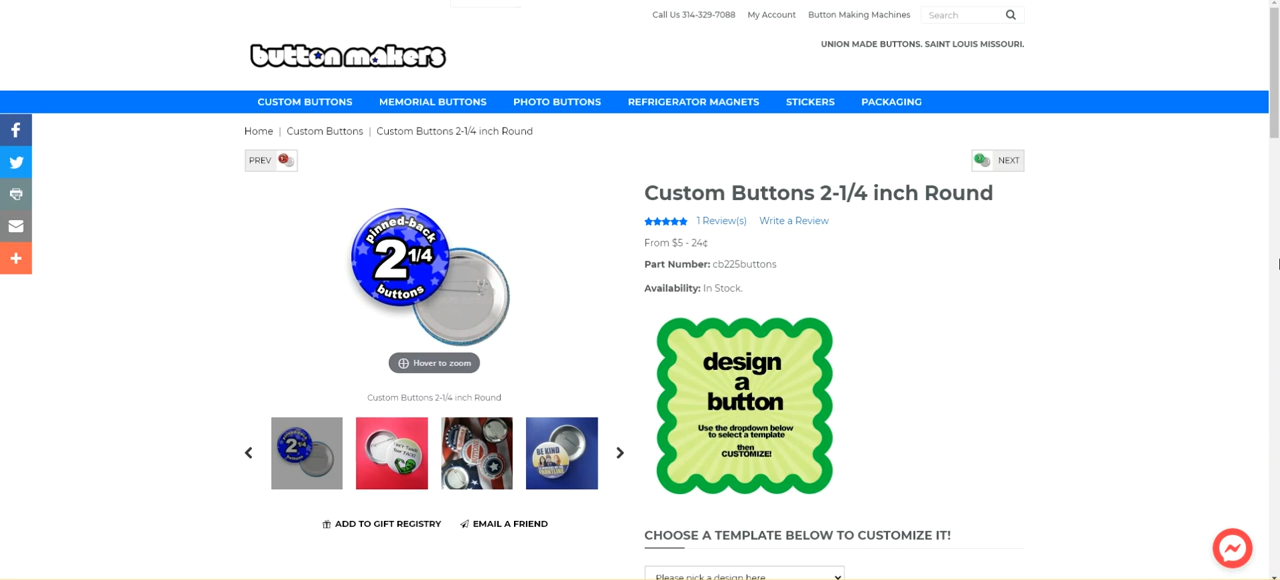 Call Us 314-329-7088 My Account Button Making Machines Search
button makers
UNION MADE BUTTONS. SAINT LOUIS MISSOURI.
CUSTOM BUTTONS MEMORIAL BUTTONS PHOTO BUTTONS REFRIGERATOR MAGNETS STICKERS PACKAGING
Home | Custom Buttons | Custom Buttons 2-1/4 inch Round
PREV NEXT
Custom Buttons 2-1/4 inch Round
1 Review(s) Write a Review
From $5 - 24¢
Part Number: cb225buttons
Availability: In Stock.
pinned-back
2 1/4
buttons
Hover to zoom
Custom Buttons 2-1/4 inch Round
design
a
button
Use the dropdown below
to select a template
then
CUSTOMIZE!
2 1/4
BE KIND
ADD TO GIFT REGISTRY EMAIL A FRIEND
CHOOSE A TEMPLATE BELOW TO CUSTOMIZE IT!
Please pick a design here